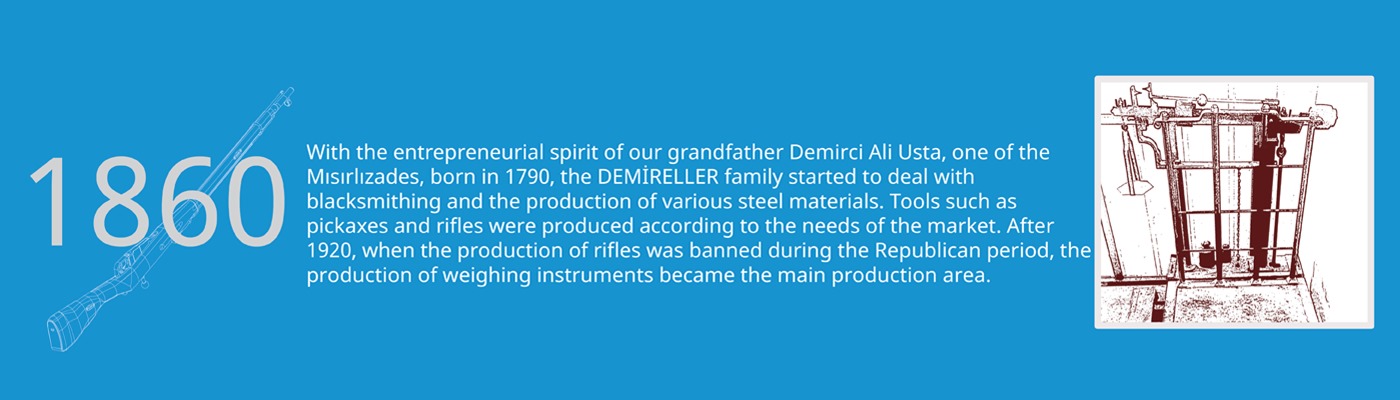 1860
With the entrepreneurial spirit of our grandfather Demirci Ali Usta, one of the
Mısırlızades, born in 1790, the DEMİRELLER family started to deal with
blacksmithing and the production of various steel materials. Tools such as
pickaxes and rifles were produced according to the needs of the market. After
1920, when the production of rifles was banned during the Republican period, the
production of weighing instruments became the main production area.